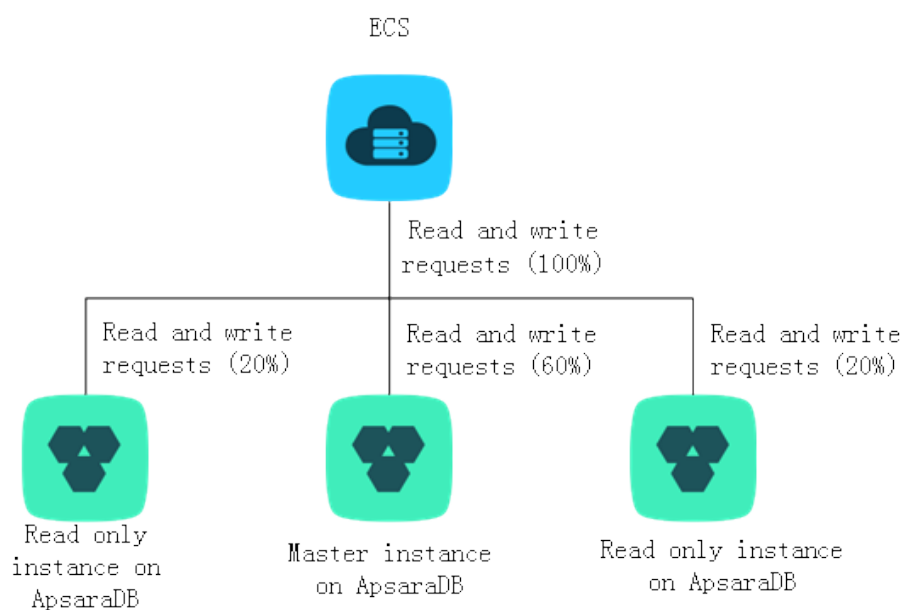 ECS
Read and write
requests (100%)
Read and write
requests (20%)
Read and write
requests (60%)
Read and write
requests (20%)
Read only
instance on
ApsaraDB
Master instance
on ApsaraDB
Read only instance
on ApsaraDB